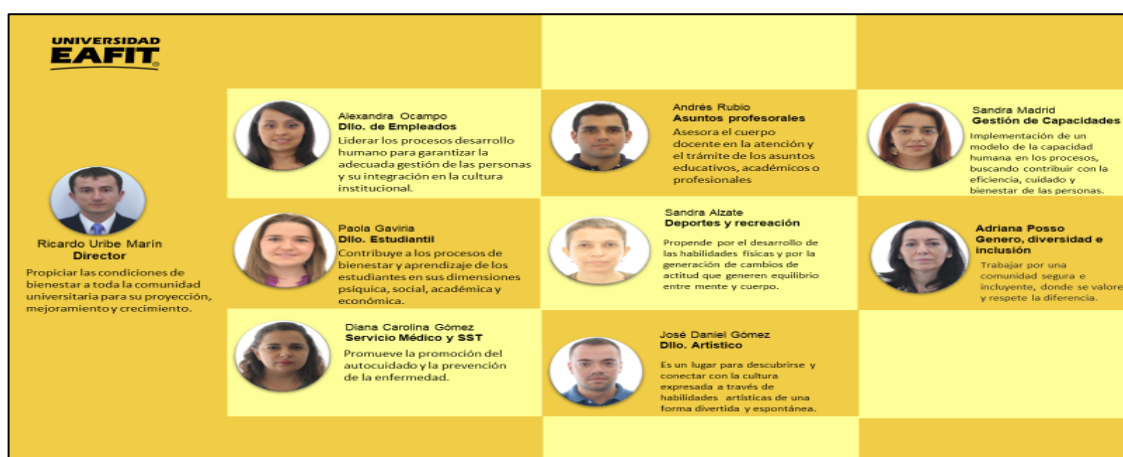 UNIVERSIDAD
EAFIT
Ricardo Uribe Marín
Director
Propiciar las condiciones de
bienestar a toda la comunidad
universitaria para su proyección,
mejoramiento y crecimiento.
Alexandra Ocampo
Dllo. de Empleados
Liderar los procesos desarrollo
humano para garantizar la
adecuada gestión de las personas
y su integración en la cultura
institucional.
Paola Gaviria
Dllo. Estudiantil
Contribuye a los procesos de
bienestar y aprendizaje de los
estudiantes en sus dimensiones
psíquica, social, académica y
económica.
Diana Carolina Gómez
Servicio Médico y SST
Promueve la promoción del
autocuidado y la prevención
de la enfermedad.
Andrés Rubio
Asuntos profesorales
Asesora el cuerpo
docente en la atención y
el trámite de los asuntos
educativos, académicos o
profesionales
Sandra Alzate
Deportes y recreación
Propende por el desarrollo de
las habilidades físicas y por la
generación de cambios de
actitud que generen equilibrio
entre mente y cuerpo.
José Daniel Gómez
Dllo. Artístico
Es un lugar para descubrirse y
conectar con la cultura
expresada a través de
habilidades artísticas de una
forma divertida y espontánea.
Sandra Madrid
Gestión de Capacidades
Implementación de un
modelo de la capacidad
humana en los procesos,
buscando contribuir con la
eficiencia, cuidado y
bienestar de las personas.
Adriana Posso
Genero, diversidad e
inclusión
Trabajar por una
comunidad segura e
incluyente, donde se valore
y respete la diferencia.